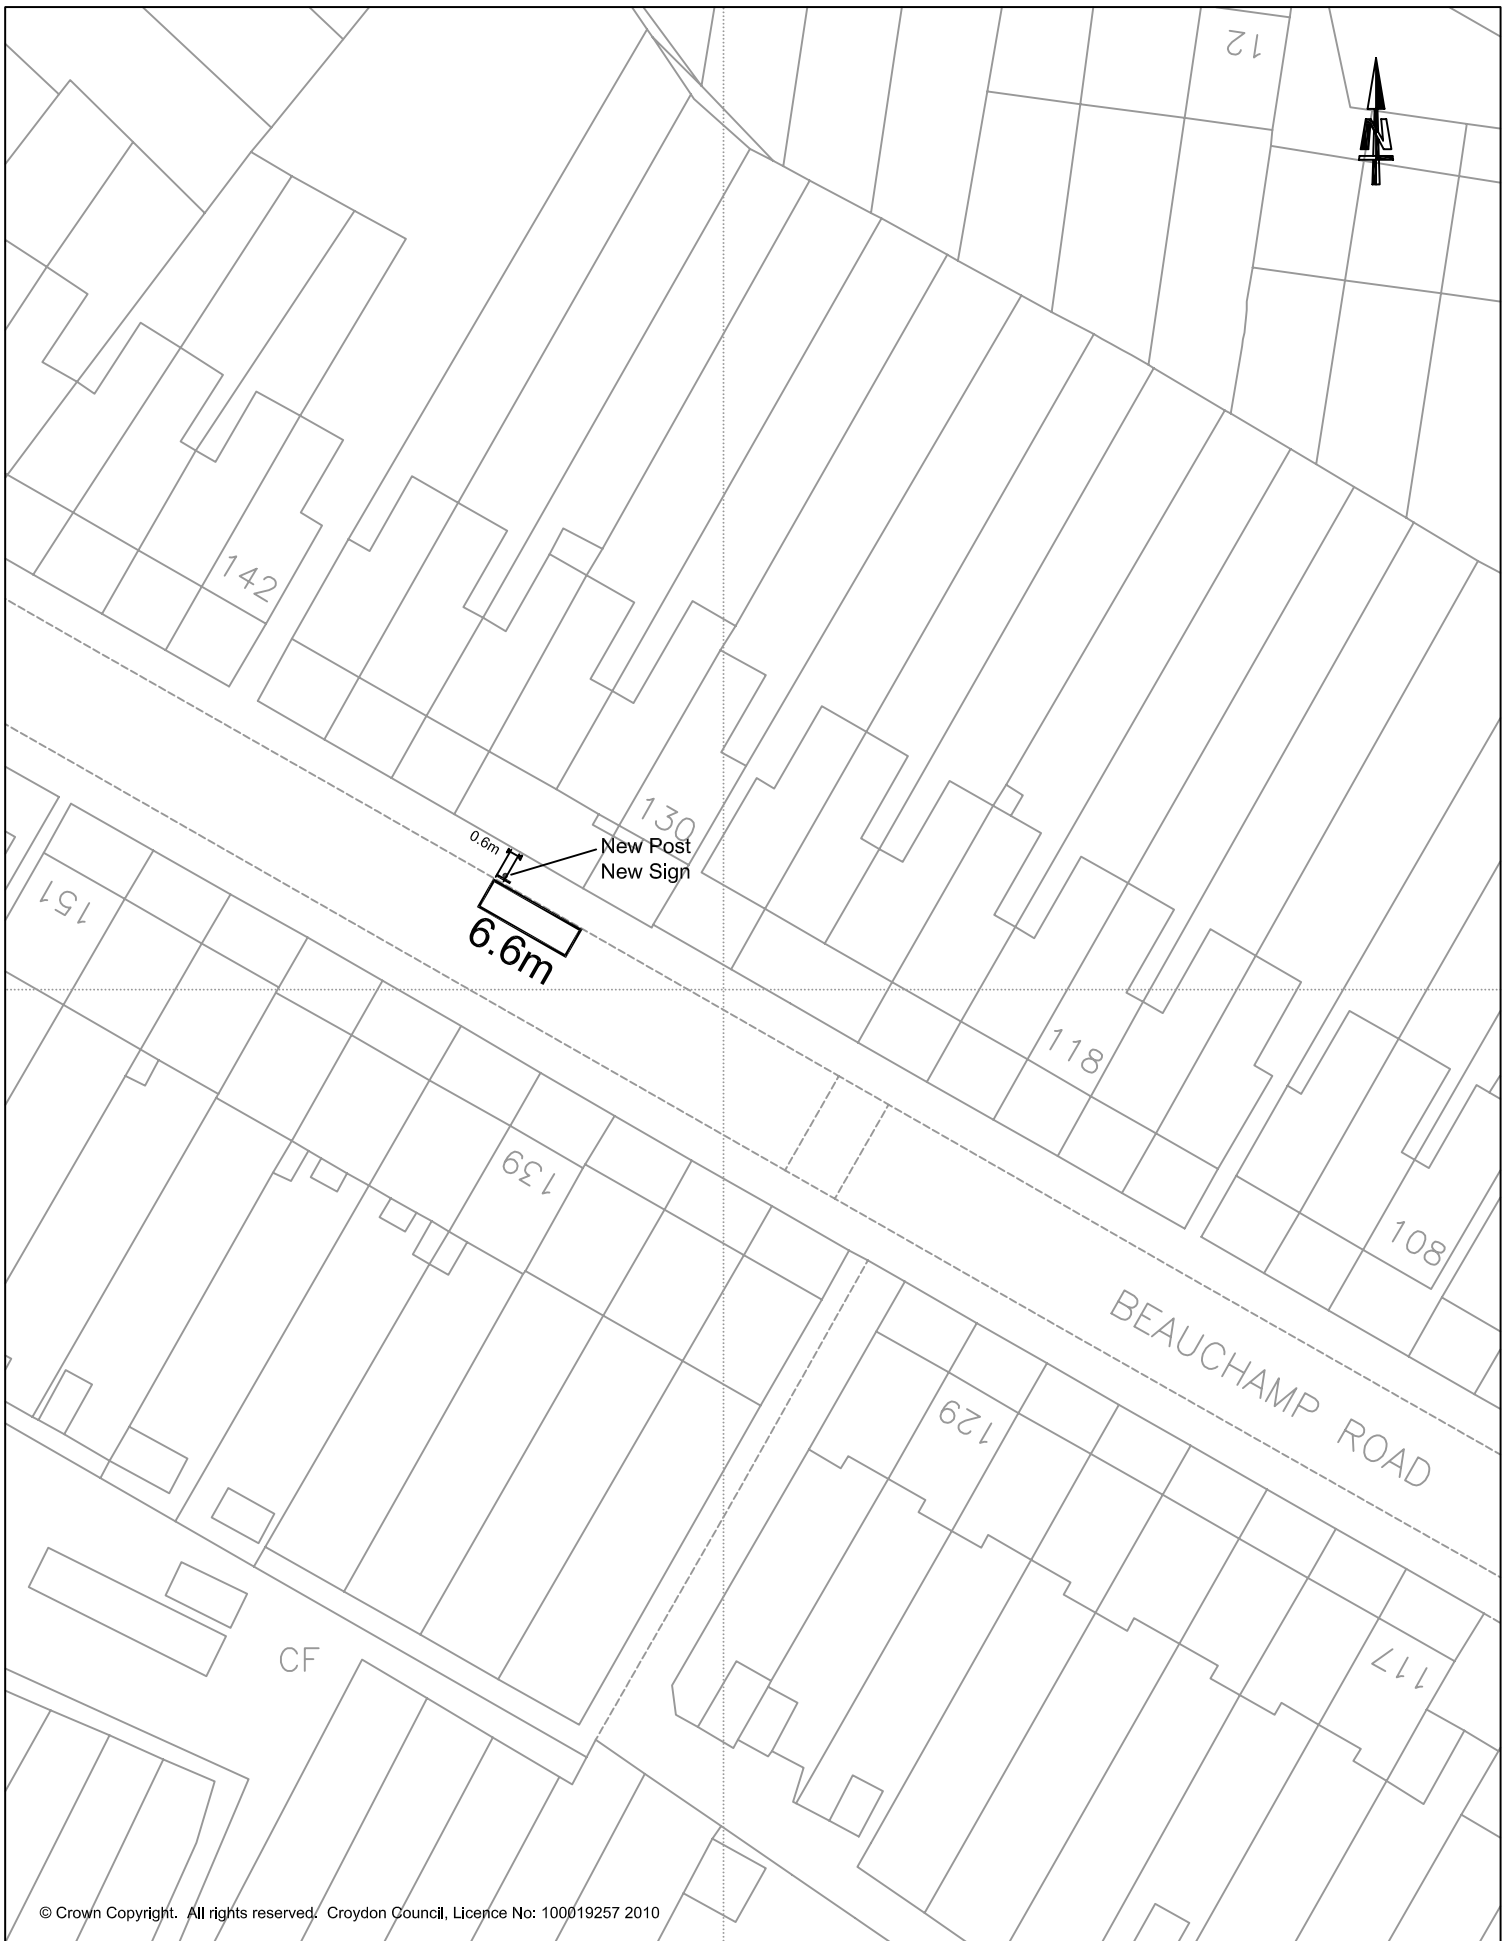 12
N
142
130
0.6m
New Post
New Sign
151
6.6m
118
139
108
BEAUCHAMP ROAD
129
CF
117
© Crown Copyright. All rights reserved. Croydon Council, Licence No: 100019257 2010